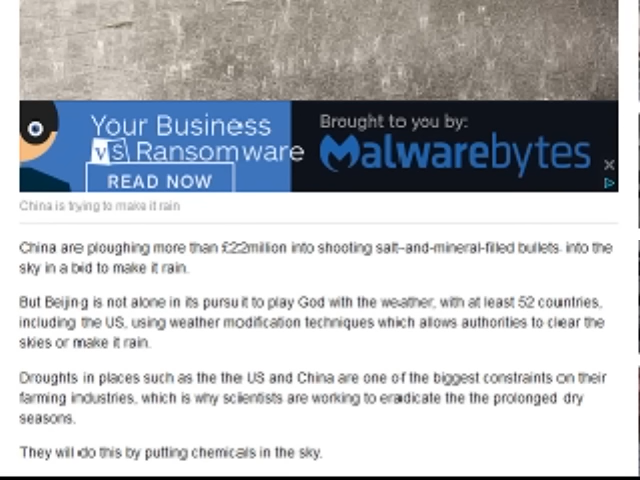 Your Business
vs Ransomware
READ NOW
Brought to you by:
Malwarebytes
China is trying to make it rain
China are ploughing more than £22million into shooting salt-and-mineral-filled bullets into the
sky in a bid to make it rain.
But Beijing is not alone in its pursuit to play God with the weather, with at least 52 countries,
including the US, using weather modification techniques which allows authorities to clear the
skies or make it rain.
Droughts in places such as the the US and China are one of the biggest constraints on their
farming industries, which is why scientists are working to eradicate the the prolonged dry
seasons.
They will do this by putting chemicals in the sky.